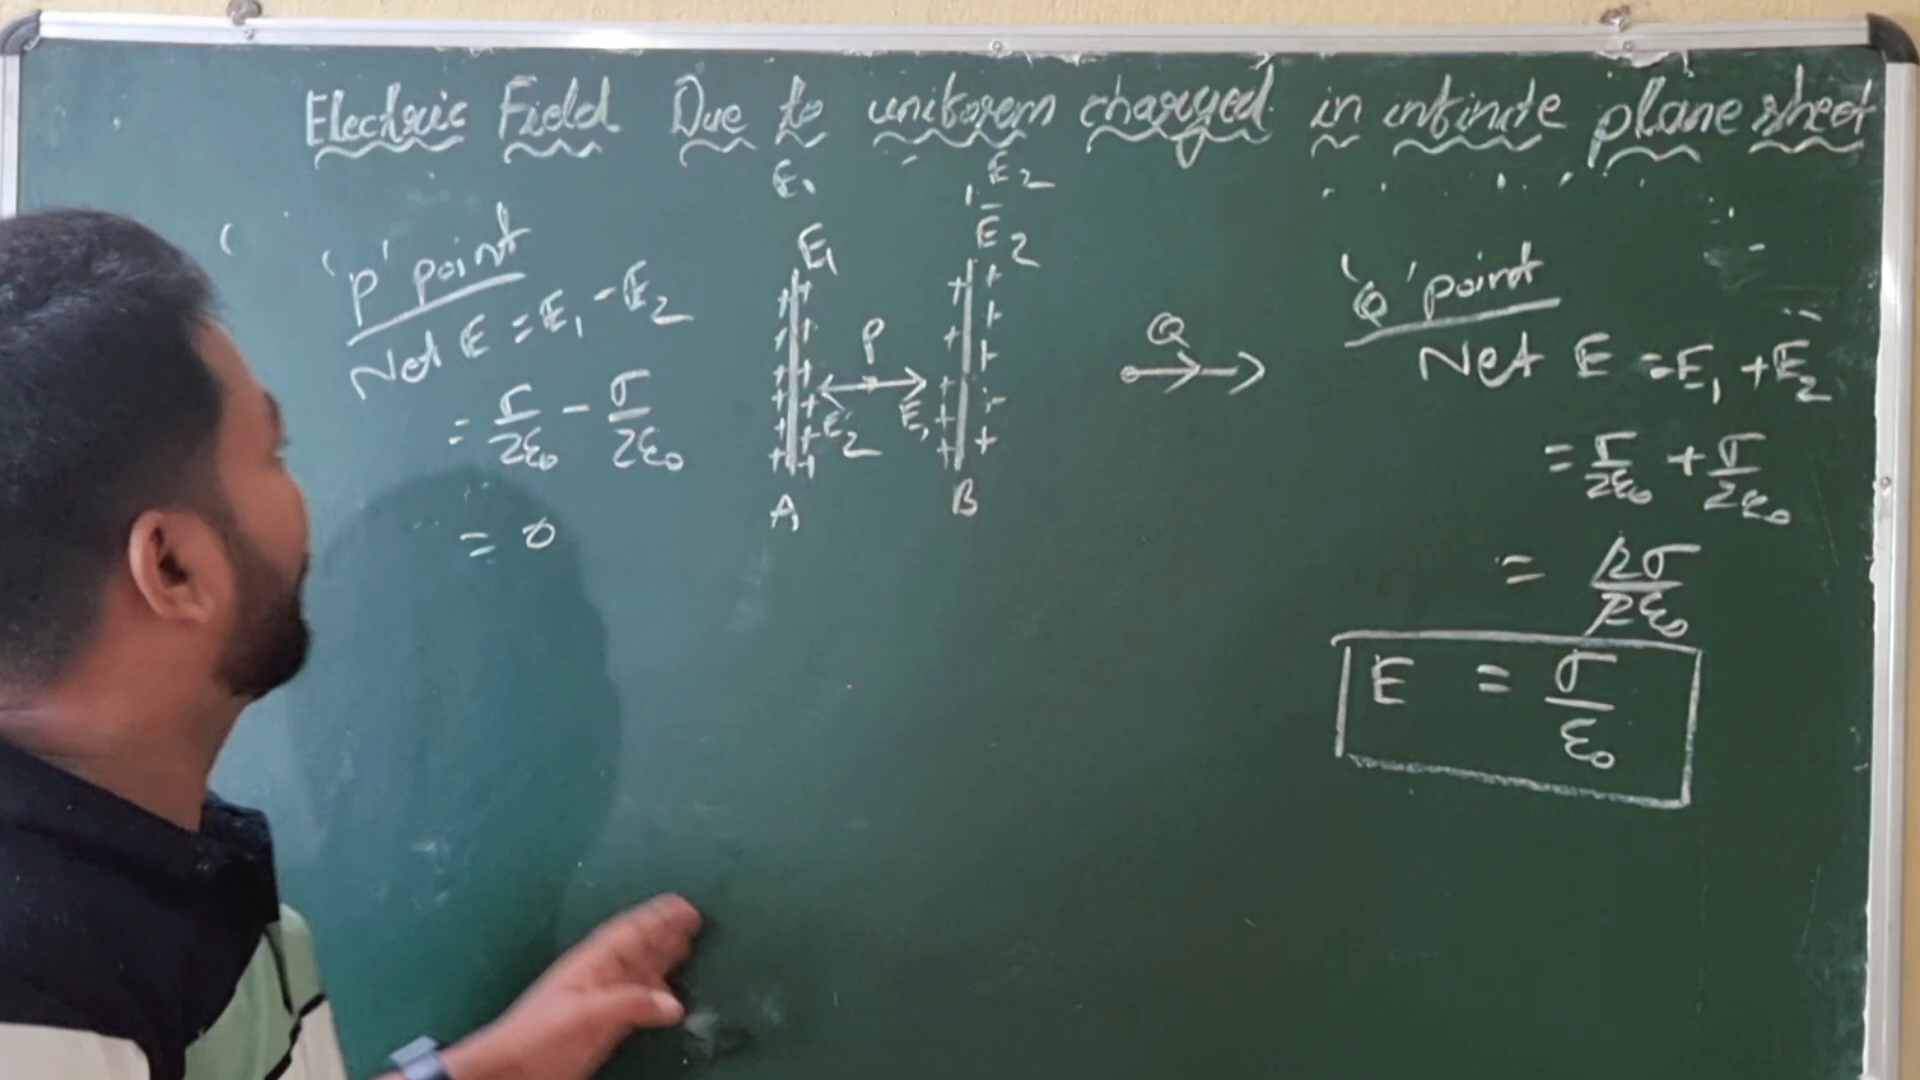 Electric Field Due to uniform charged in infinite plane sheet
E₁
E₂
'P' point
Net E = E₁ - E₂
= σ/2ε₀ - σ/2ε₀
= 0
E₁
E₂
P
E₂
E₁
A
B
Q
'Q' point
Net E = E₁ + E₂
= σ/2ε₀ + σ/2ε₀
= 2σ/2ε₀
E = σ/ε₀